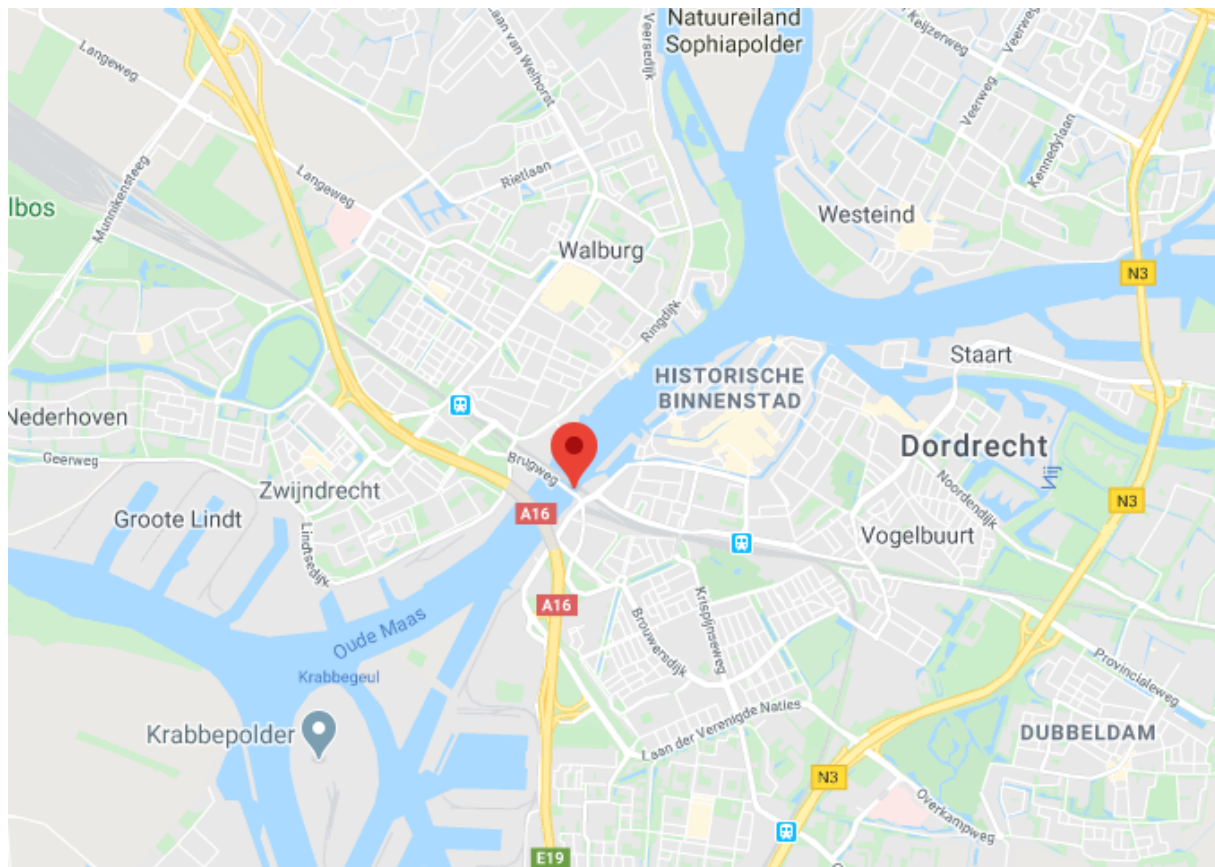 Natuureiland
Sophiapolder
Laan van Welhorst
Veersedijk
Keijzerweg
Veerweg
Veerweg
Langeweg
Langeweg
Munnikensteeg
Rietlaan
Kennedylaan
lbos
Westeind
Walburg
N3
Ringdijk
Staart
HISTORISCHE
BINNENSTAD
Nederhoven
Dordrecht
Geerweg
Brugweg
Zwijndrecht
Noordendijk
Mij
N3
Groote Lindt
A16
Vogelbuurt
Lindtsedijk
A16
Krispijnseweg
Oude Maas
Brouwersdijk
Krabbegeul
Provincialeweg
Laan der Verenigde Naties
Krabbepolder
DUBBELDAM
N3
Overkampweg
E19